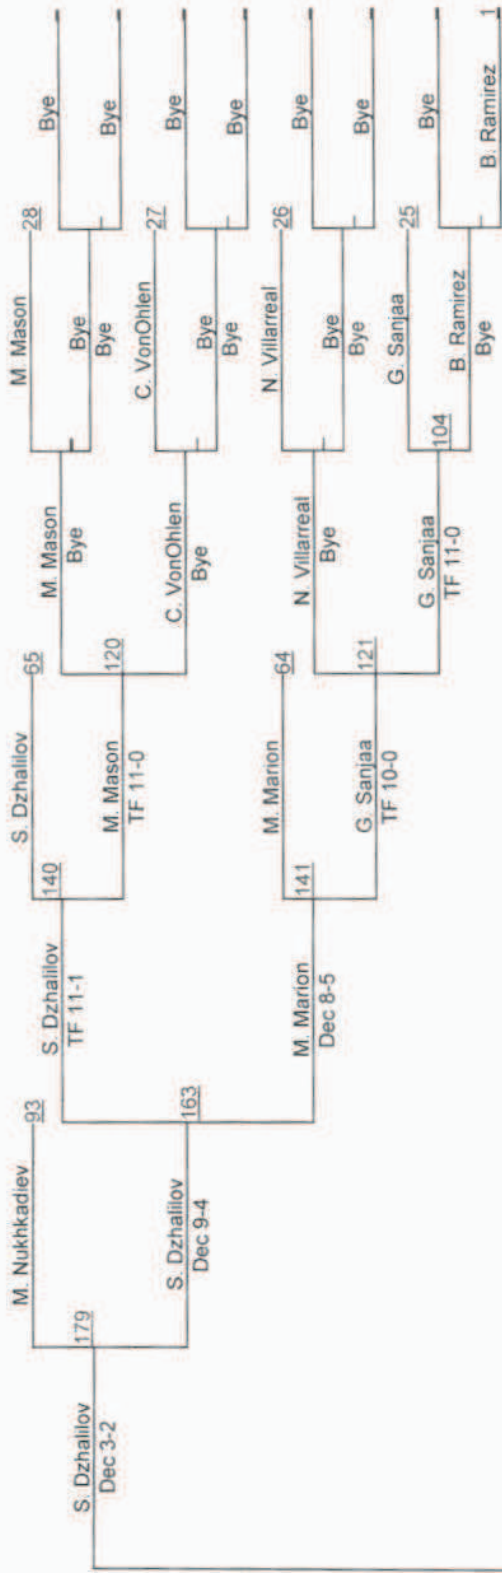 S. Dzhalilov
Dec 3-2
M. Nukhkadiev
93
179
S. Dzhalilov
Dec 9-4
S. Dzhalilov
TF 11-1
163
M. Marion
Dec 8-5
S. Dzhalilov
65
140
M. Mason
TF 11-0
M. Marion
64
141
G. Sanjaa
TF 10-0
M. Mason
Bye
120
C. VonOhlen
Bye
N. Villarreal
Bye
121
G. Sanjaa
TF 11-0
M. Mason
28
Bye
Bye
C. VonOhlen
27
Bye
Bye
N. Villarreal
26
Bye
Bye
G. Sanjaa
25
104
B. Ramirez
Bye
Bye
Bye
Bye
Bye
Bye
Bye
Bye
B. Ramirez
1